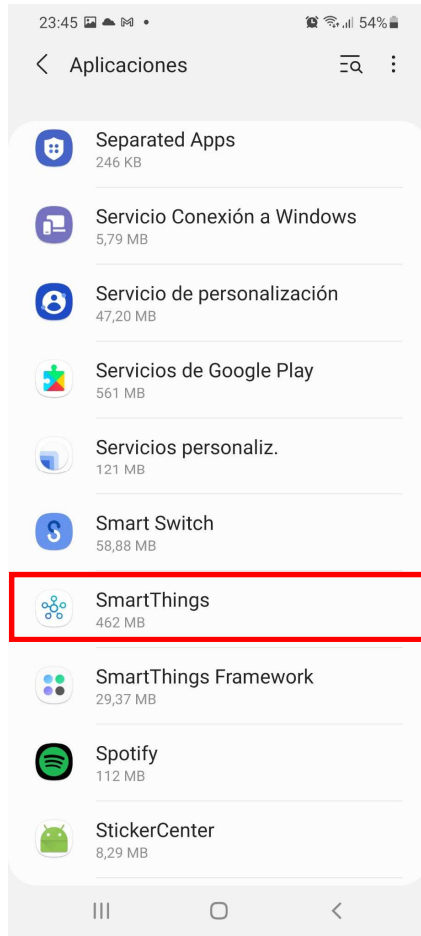 23:45 54%
Aplicaciones
Separated Apps
246 KB
Servicio Conexión a Windows
5,79 MB
Servicio de personalización
47,20 MB
Servicios de Google Play
561 MB
Servicios personaliz.
121 MB
Smart Switch
58,88 MB
SmartThings
462 MB
SmartThings Framework
29,37 MB
Spotify
112 MB
StickerCenter
8,29 MB